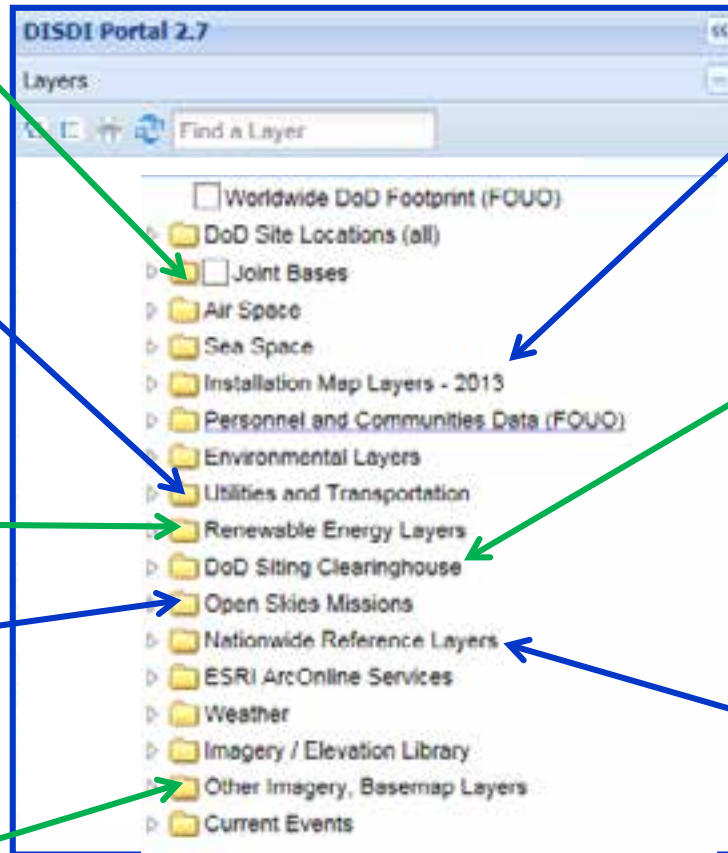 DISDI Portal 2.7
Layers
Find a Layer
Worldwide DoD Footprint (FOUO)
DoD Site Locations (all)
Joint Bases
Air Space
Sea Space
Installation Map Layers - 2013
Personnel and Communities Data (FOUO)
Environmental Layers
Utilities and Transportation
Renewable Energy Layers
DoD Siting Clearinghouse
Open Skies Missions
Nationwide Reference Layers
ESRI ArcOnline Services
Weather
Imagery / Elevation Library
Other Imagery, Basemap Layers
Current Events